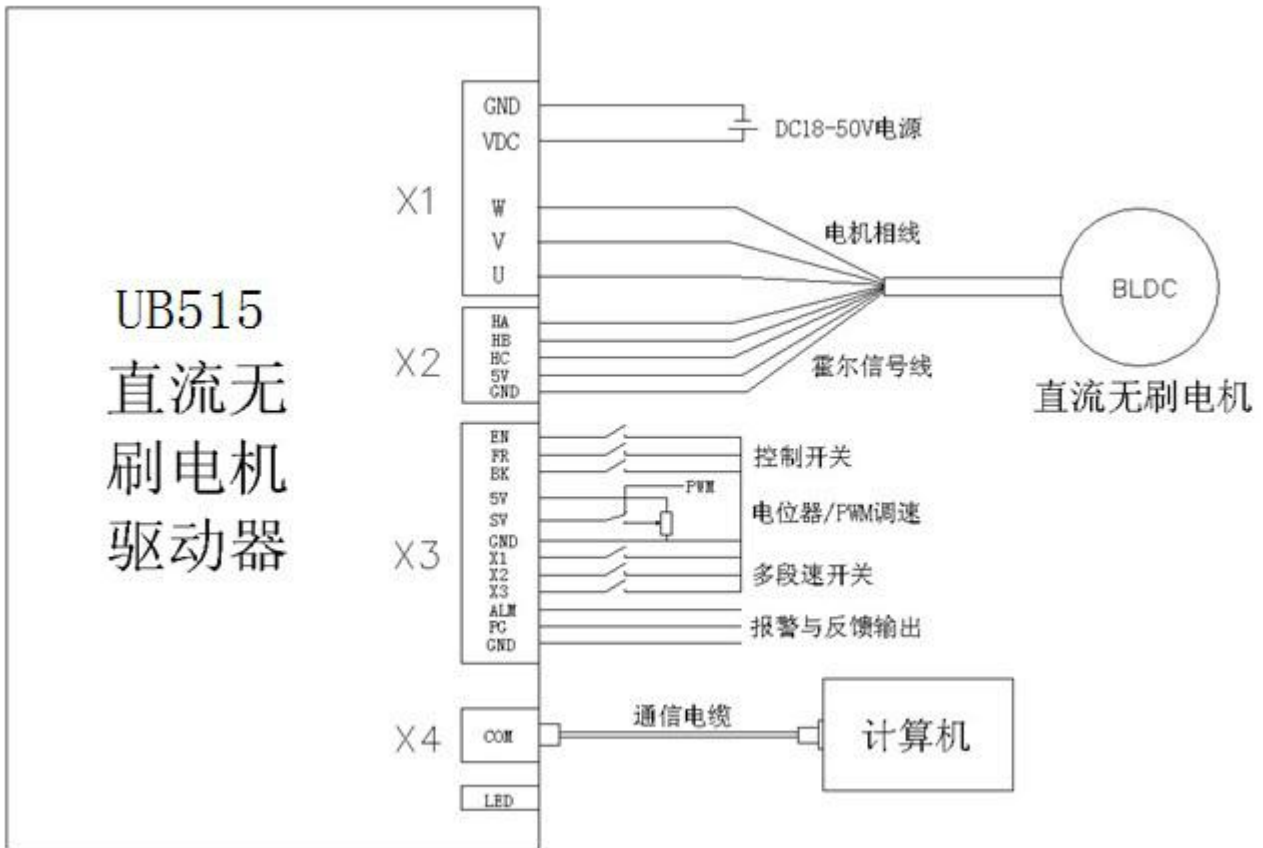 GND
VDC
DC18-50V电源
X1
W
V
U
电机相线
BLDC
直流无刷电机
UB515
直流无
刷电机
驱动器
X2
HA
HB
HC
5V
GND
霍尔信号线
X3
EN
FR
BK
控制开关
5V
PWM
SV
电位器/PWM调速
GND
X1
X2
X3
多段速开关
ALM
PG
GND
报警与反馈输出
X4
COM
通信电缆
计算机
LED